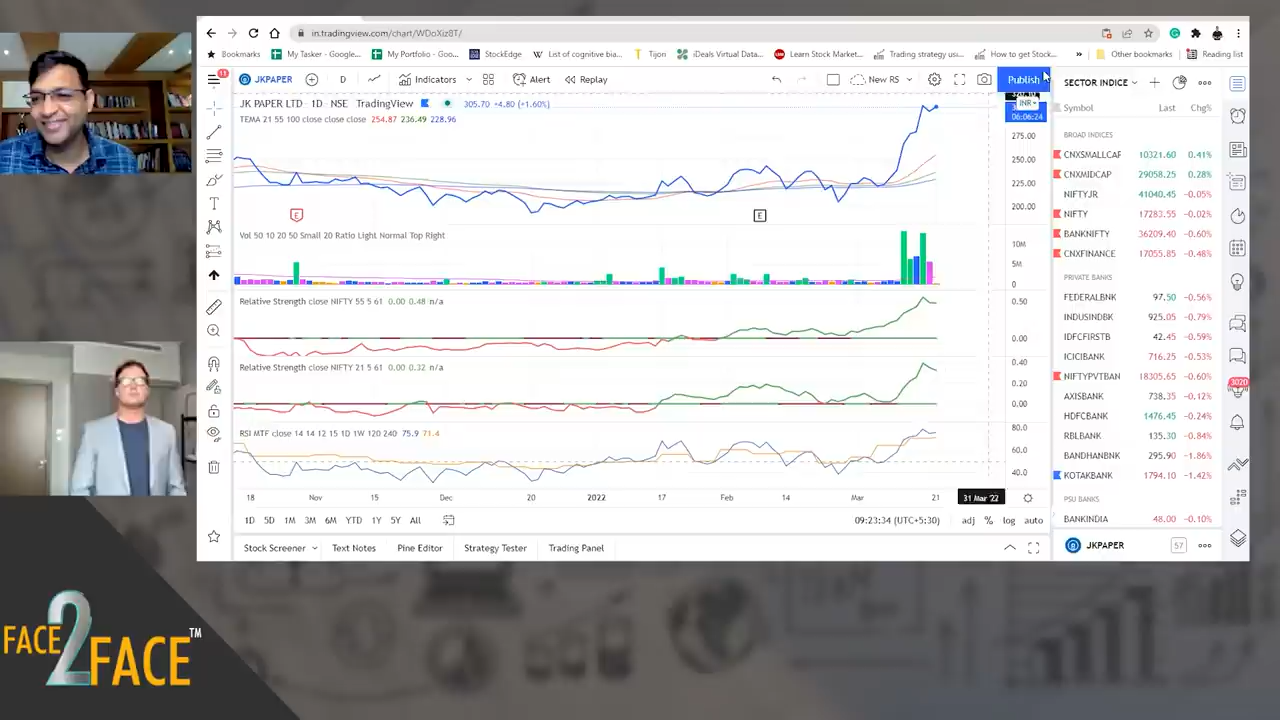 in.tradingview.com/chart/WDoXiz8T/
Bookmarks
My Tasker - Google...
My Portfolio - Goog...
StockEdge
List of cognitive bia...
Tijori
iDeals Virtual Data...
Learn Stock Market...
Trading strategy usi...
How to get Stock...
»
Other bookmarks
Reading list
11
JKPAPER
D
Indicators
Alert
Replay
New RS
Publish
SECTOR INDICE
JK PAPER LTD · 1D · NSE TradingView
305.70 +4.80 (+1.60%)
INR
06:06:24
Symbol Last Chg%
TEMA 21 55 100 close close close 254.87 236.49 228.96
275.00
250.00
225.00
200.00
E
E
BROAD INDICES
CNXSMALLCAP 10321.60 0.41%
CNXMIDCAP 29058.25 0.28%
NIFTYJR 41040.45 -0.05%
NIFTY 17283.55 -0.02%
BANKNIFTY 36209.40 -0.60%
CNXFINANCE 17055.85 -0.48%
Vol 50 10 20 50 Small 20 Ratio Light Normal Top Right
10M
5M
0
PRIVATE BANKS
FEDERALBNK 97.50 -0.56%
INDUSINDBK 925.05 -0.79%
IDFCFIRSTB 42.45 -0.59%
ICICIBANK 716.25 -0.53%
NIFTYPVTBAN 18305.65 -0.60%
AXISBANK 738.35 -0.12%
HDFCBANK 1476.45 -0.24%
RBLBANK 135.30 -0.84%
BANDHANBNK 295.90 -1.86%
KOTAKBANK 1794.10 -1.42%
PSU BANKS
BANKINDIA 48.00 -0.10%
3020
Relative Strength close NIFTY 55 5 61 0.00 0.48 n/a
0.50
0.00
Relative Strength close NIFTY 21 5 61 0.00 0.32 n/a
0.40
0.20
0.00
RSI MTF close 14 14 12 15 1D 1W 120 240 75.9 71.4
80.0
60.0
40.0
18 Nov 15 Dec 20 2022 17 Feb 14 Mar 21 31 Mar '22
1D 5D 1M 3M 6M YTD 1Y 5Y All
09:23:34 (UTC+5:30) adj % log auto
Stock Screener Text Notes Pine Editor Strategy Tester Trading Panel
JKPAPER 57
FACE 2 FACE™